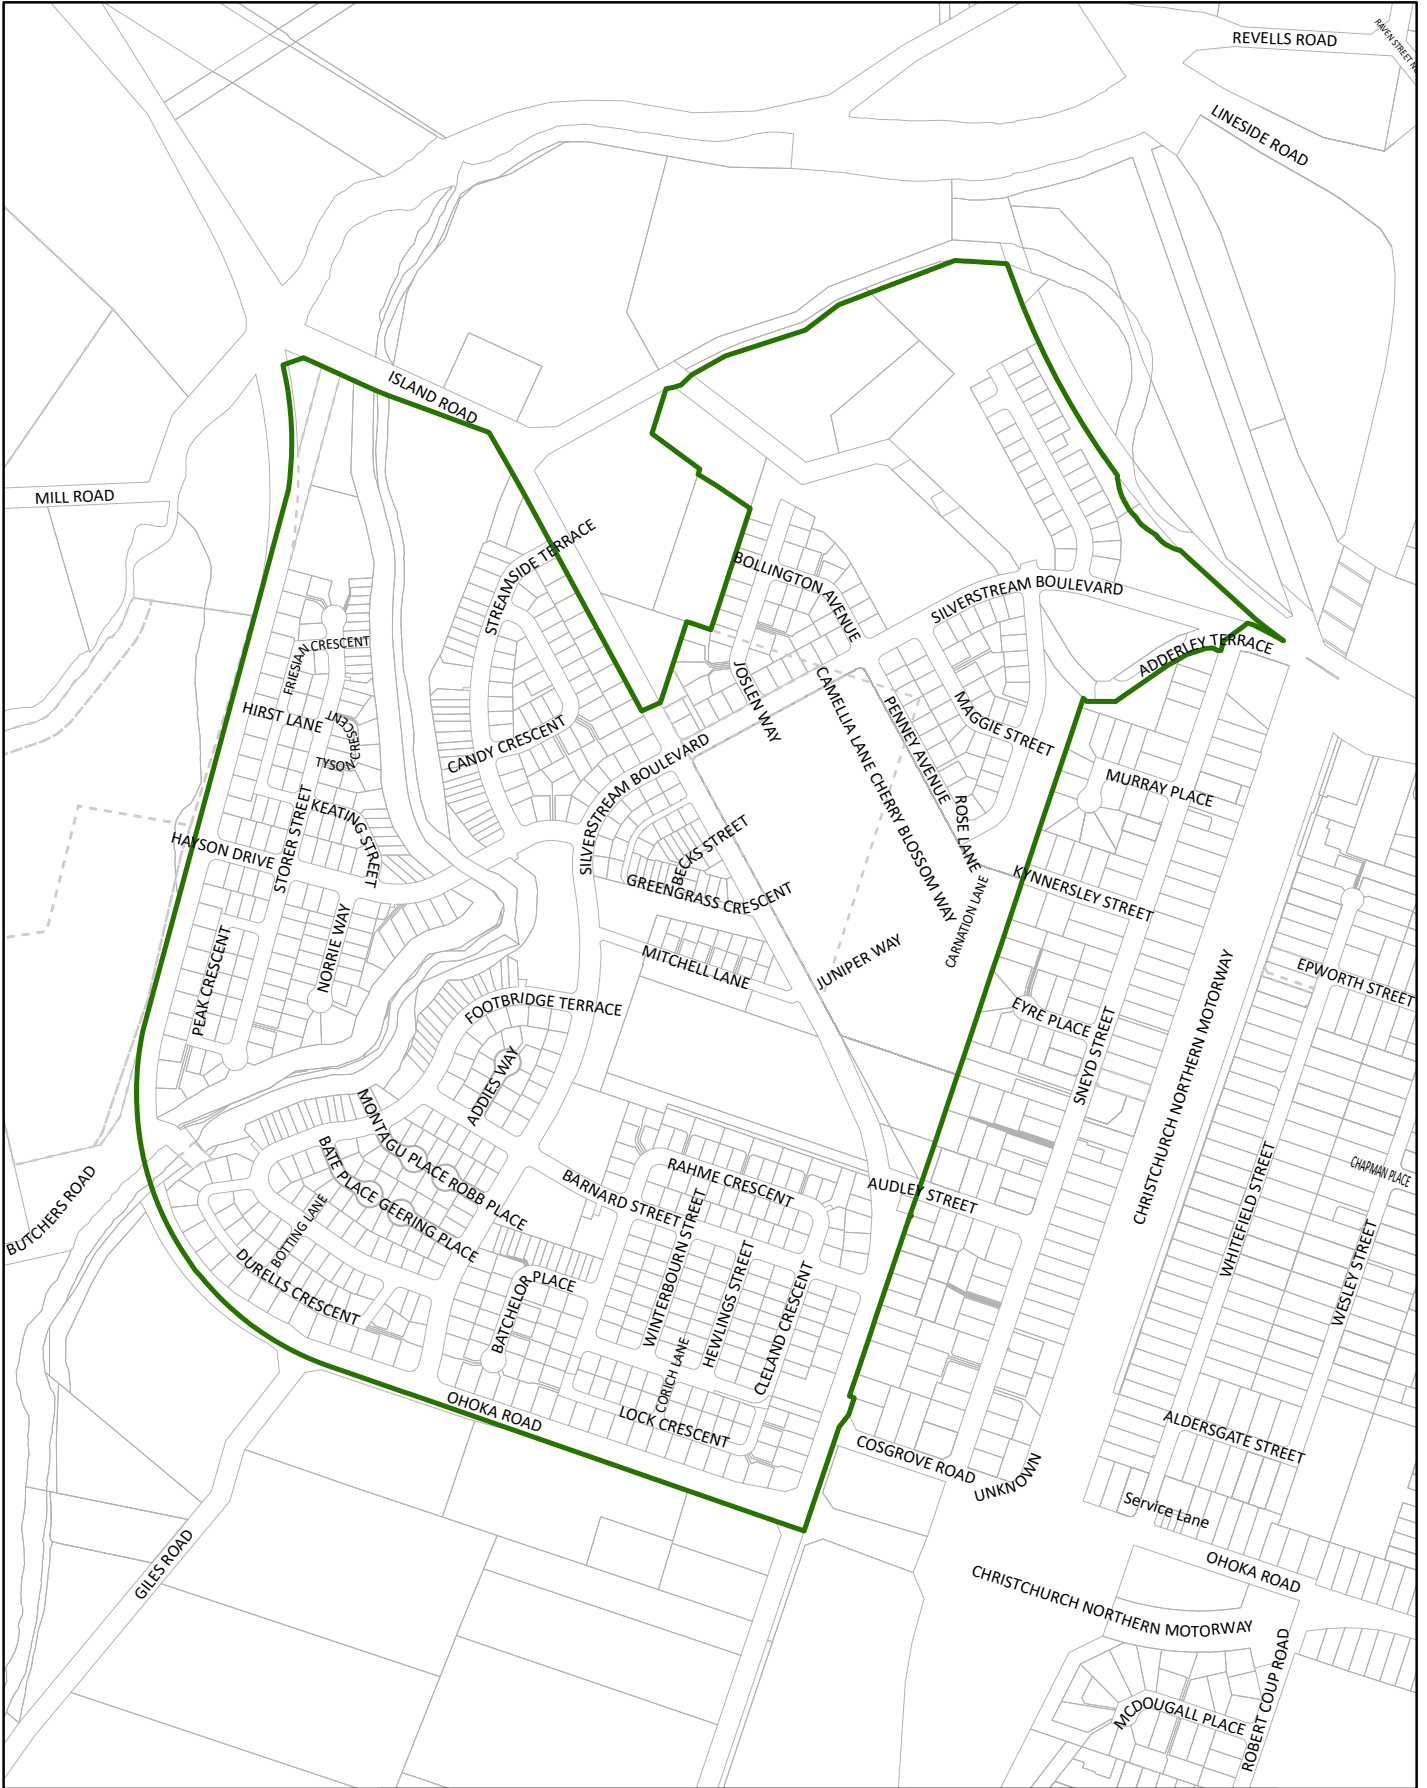 REVELLS ROAD
LINESIDE ROAD
ISLAND ROAD
MILL ROAD
STREAMSIDE TERRACE
BOLLINGTON AVENUE
SILVERSTREAM BOULEVARD
ADDERLEY TERRACE
FRIESIAN CRESCENT
HIRST LANE
TYSON CRESCENT
CANDY CRESCENT
JOSLEN WAY
CAMELLIA LANE
CHERRY BLOSSOM WAY
PENNEY AVENUE
MAGGIE STREET
MURRAY PLACE
SILVERSTREAM BOULEVARD
KEATING STREET
STORER STREET
HAYSON DRIVE
BECKS STREET
GREENGRASS CRESCENT
ROSE LANE
KYNNERSLEY STREET
CARNATION LANE
PEAK CRESCENT
NORRIE WAY
MITCHELL LANE
JUNIPER WAY
EPWORTH STREET
FOOTBRIDGE TERRACE
EYRE PLACE
SNEYD STREET
CHRISTCHURCH NORTHERN MOTORWAY
ADDIES WAY
MONTAGU PLACE
ROBB PLACE
BATE PLACE
GEERING PLACE
BUTCHERS ROAD
BOTTING LANE
DURELLS CRESCENT
BARNARD STREET
RAHME CRESCENT
AUDLEY STREET
CHAPMAN PLACE
WHITEFIELD STREET
WESLEY STREET
BATCHELOR PLACE
WINTERBOURN STREET
HEWLINGS STREET
CLELAND CRESCENT
CORICH LANE
OHOKA ROAD
LOCK CRESCENT
COSGROVE ROAD
UNKNOWN
ALDERSGATE STREET
Service Lane
GILES ROAD
OHOKA ROAD
CHRISTCHURCH NORTHERN MOTORWAY
MCDOUGALL PLACE
ROBERT COUP ROAD
RAVEN STREET